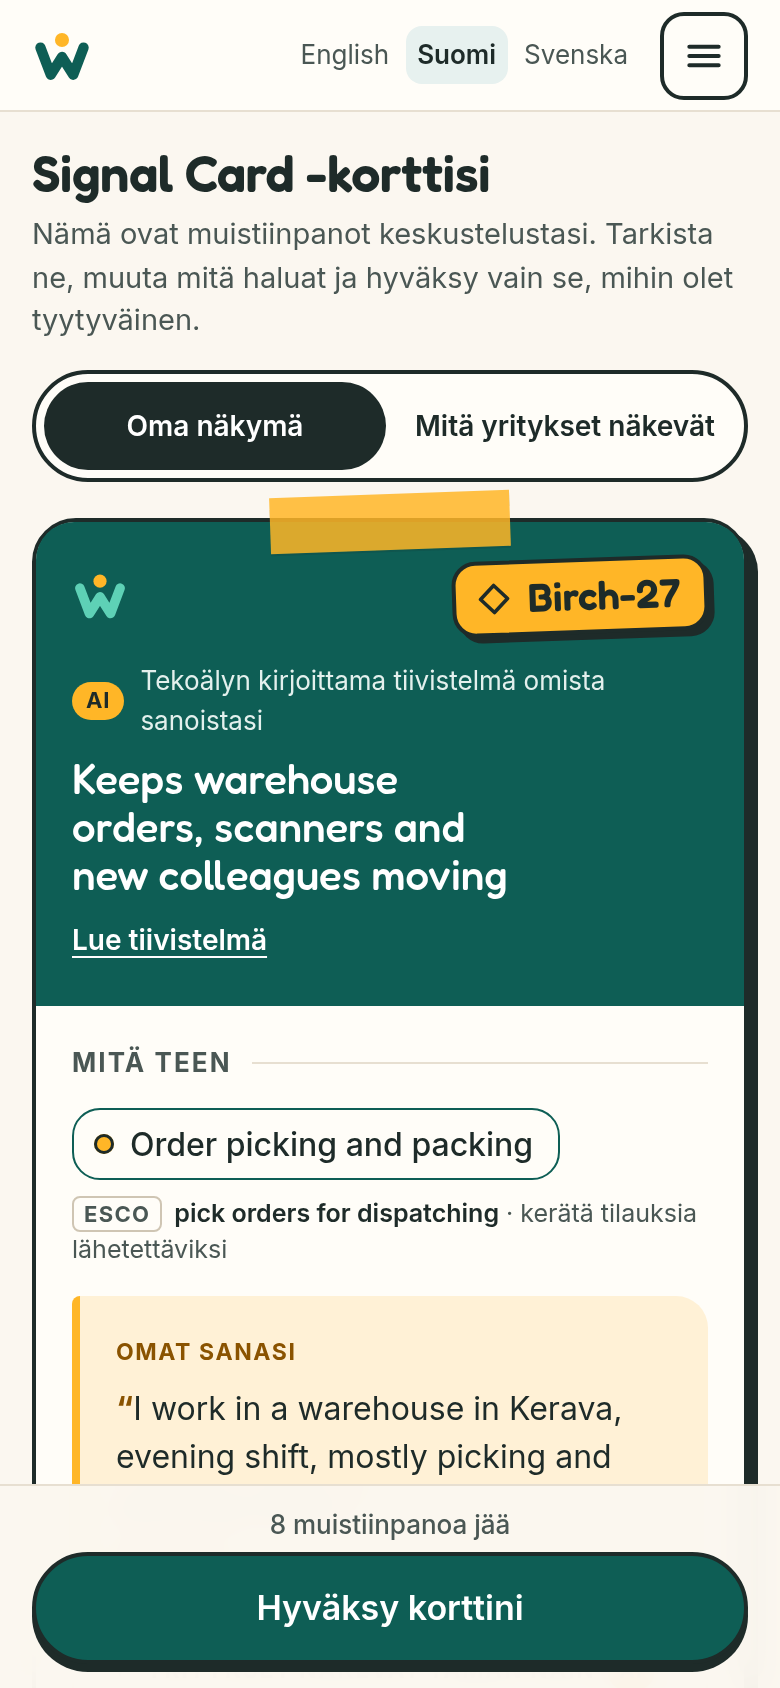 English Suomi Svenska
Signal Card -korttisi
Nämä ovat muistiinpanot keskustelustasi. Tarkista
ne, muuta mitä haluat ja hyväksy vain se, mihin olet
tyytyväinen.
Oma näkymä Mitä yritykset näkevät
Birch-27
AI Tekoälyn kirjoittama tiivistelmä omista
sanoistasi
Keeps warehouse
orders, scanners and
new colleagues moving
Lue tiivistelmä
MITÄ TEEN
Order picking and packing
ESCO pick orders for dispatching · kerätä tilauksia
lähetettäviksi
OMAT SANASI
“I work in a warehouse in Kerava,
evening shift, mostly picking and
8 muistiinpanoa jää
Hyväksy korttini